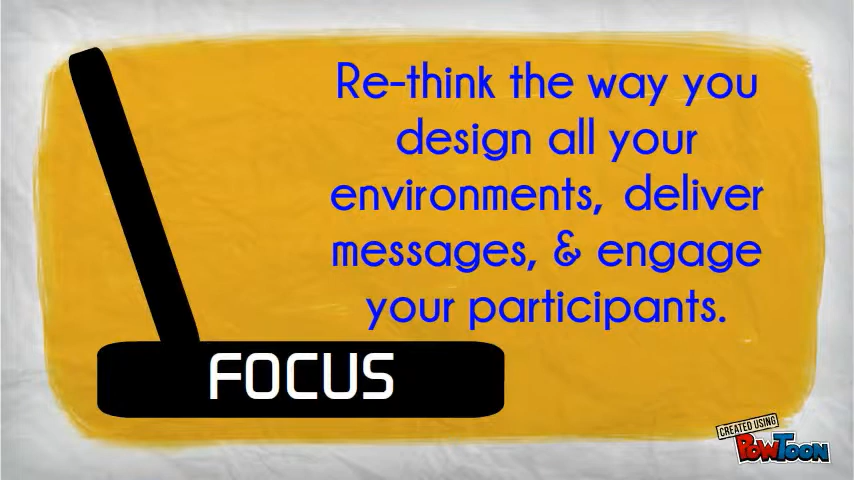 Re-think the way you
design all your
environments, deliver
messages, & engage
your participants.
FOCUS
CREATED USING
POWTOON